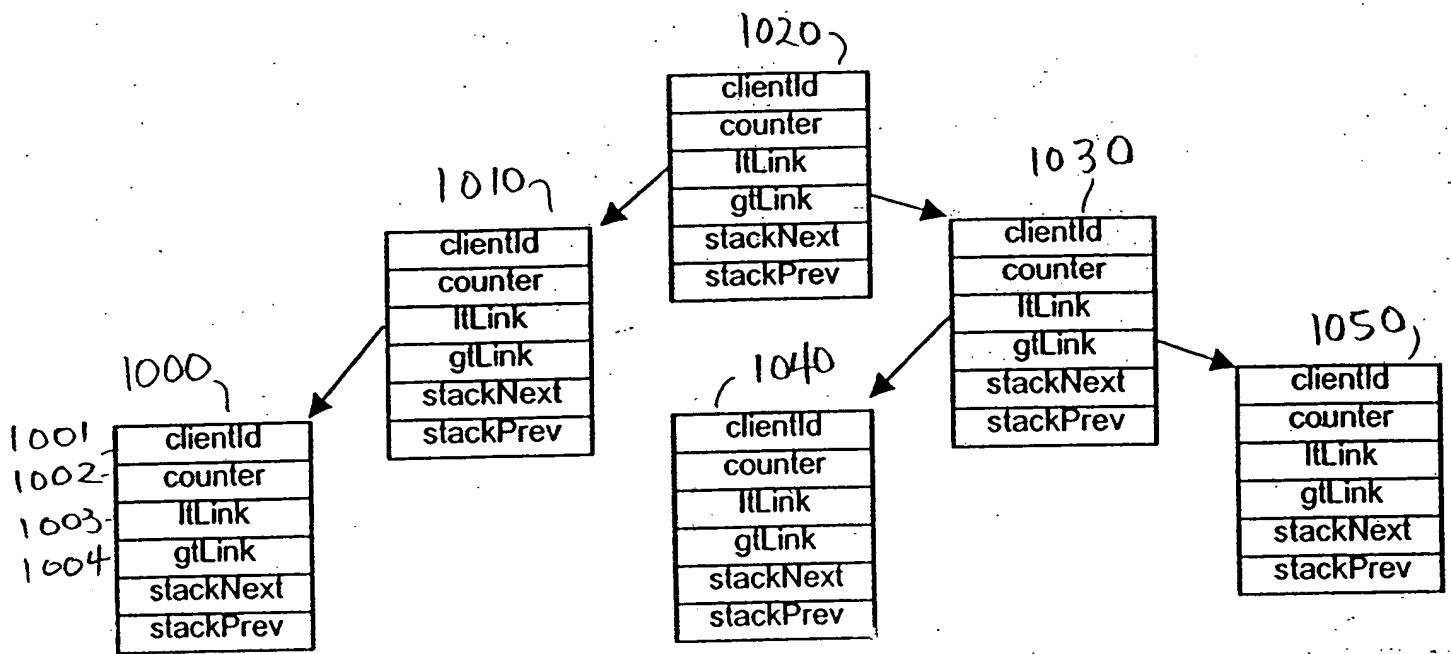 1020
clientId
counter
ltLink
gtLink
stackNext
stackPrev
1010
clientId
counter
ltLink
gtLink
stackNext
stackPrev
1030
clientId
counter
ltLink
gtLink
stackNext
stackPrev
1000
1001
1002
1003
1004
clientId
counter
ltLink
gtLink
stackNext
stackPrev
1040
clientId
counter
ltLink
gtLink
stackNext
stackPrev
1050
clientId
counter
ltLink
gtLink
stackNext
stackPrev